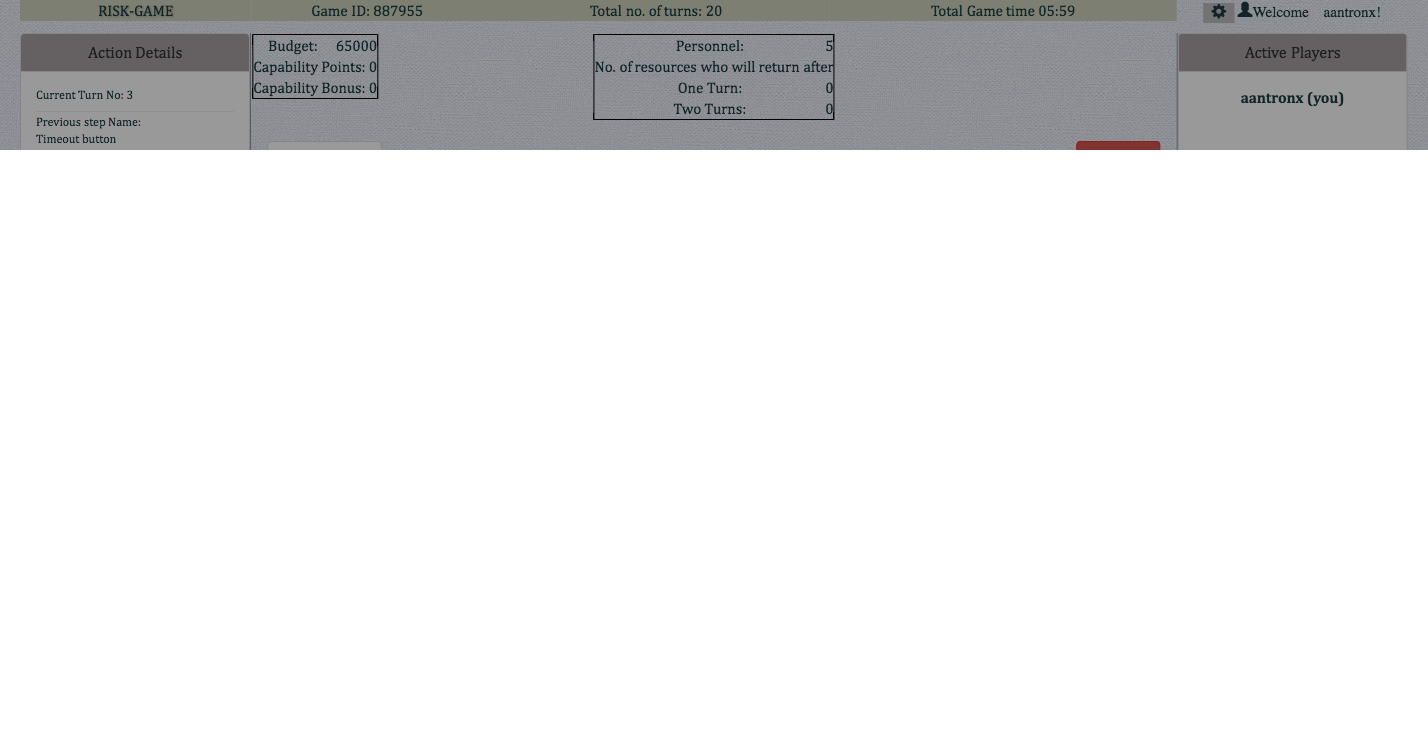 RISK-GAME Game ID: 887955 Total no. of turns: 20 Total Game time 05:59 Welcome aantronx!
Action Details
Current Turn No: 3
Previous step Name:
Timeout button
Budget: 65000
Capability Points: 0
Capability Bonus: 0
Personnel: 5
No. of resources who will return after
One Turn: 0
Two Turns: 0
Active Players
aantronx (you)